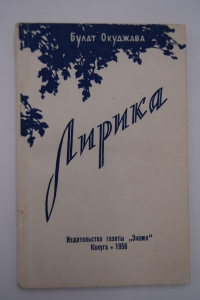 Булат Окуджава
Лирика
Издательство газеты „Знамя“
Калуга • 1956